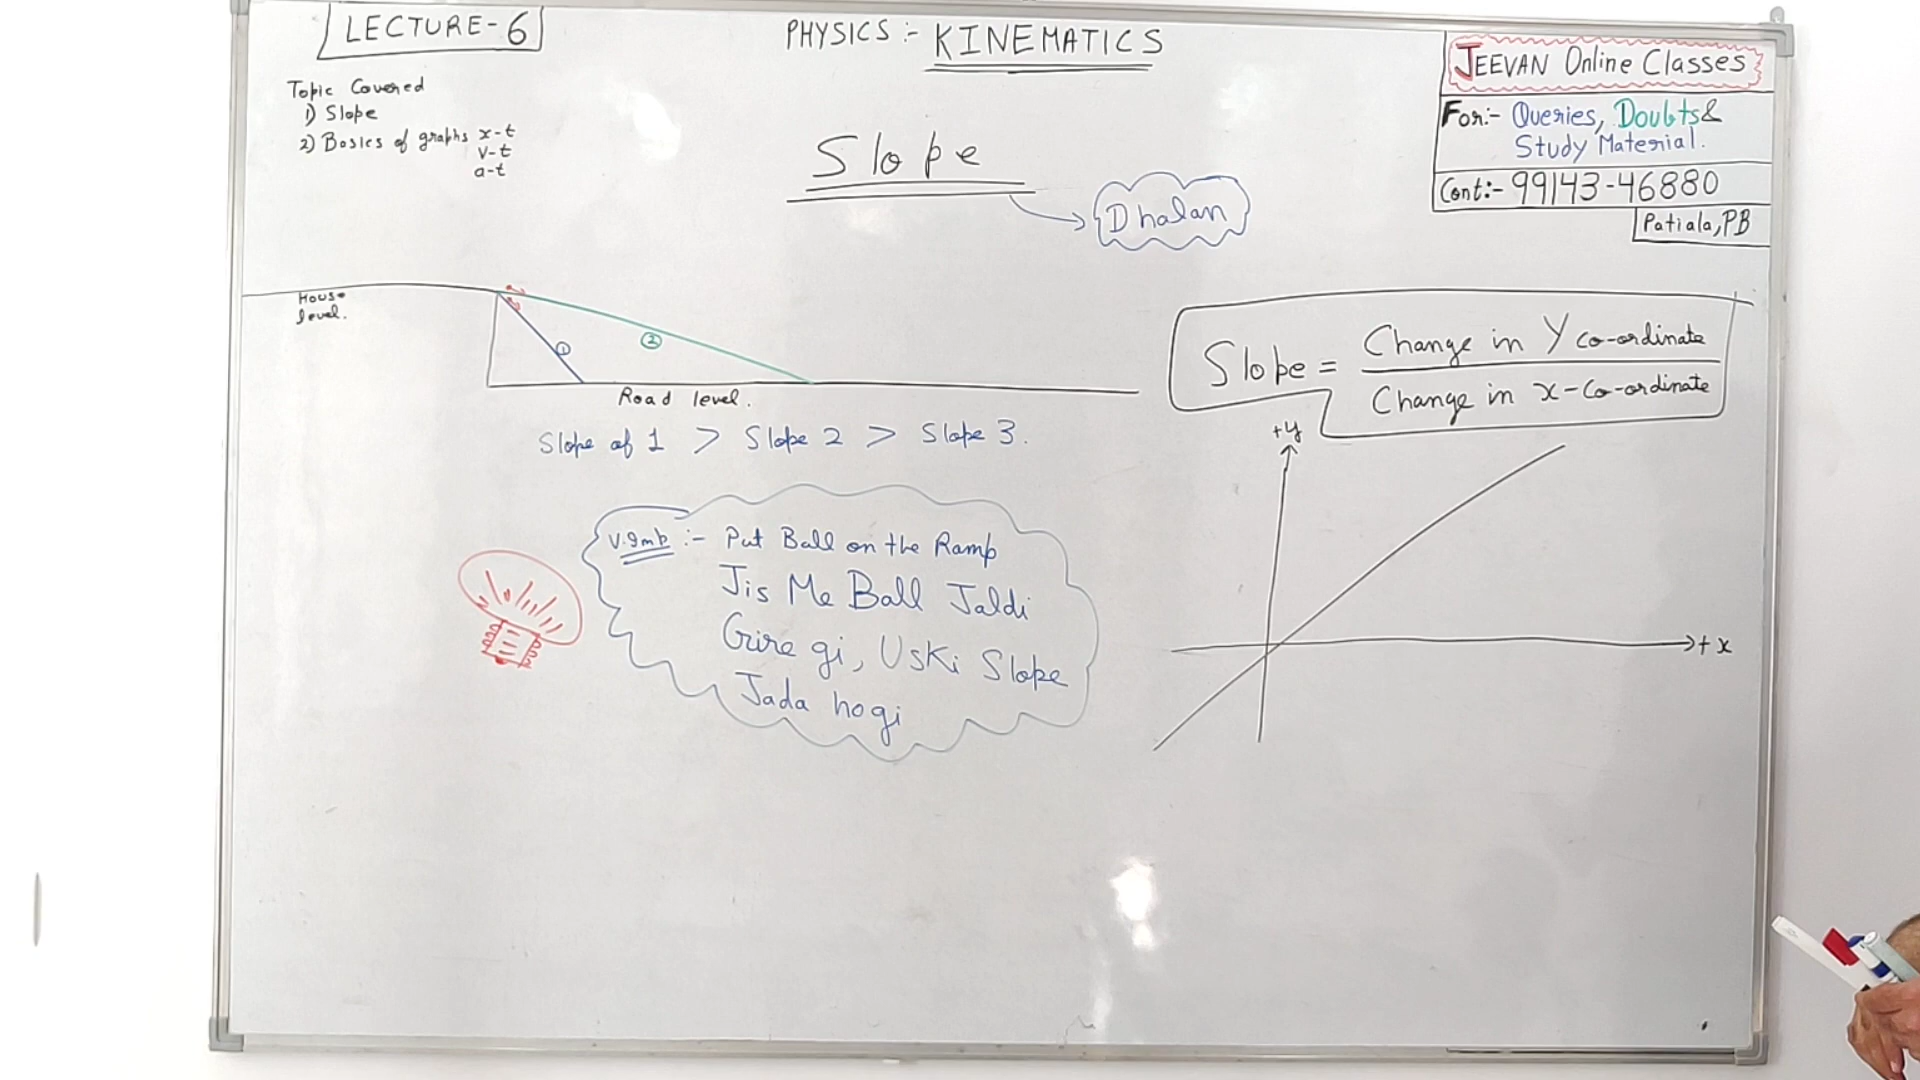 LECTURE-6
PHYSICS:- KINEMATICS
JEEVAN Online Classes
For:- Queries, Doubts &
Study Material.
Cont:- 99143-46880
Patiala, PB
Topic Covered
1) Slope
2) Basics of graphs x-t
v-t
a-t
Slope
Dhalan
House
level.
1
2
Road level.
Slope of 1 > Slope 2 > Slope 3.
V.Imp :- Put Ball on the Ramp
Jis Me Ball Jaldi
Gire gi, Uski Slope
Jada hogi
Slope = Change in Y co-ordinate
Change in x-co-ordinate
+y
+x